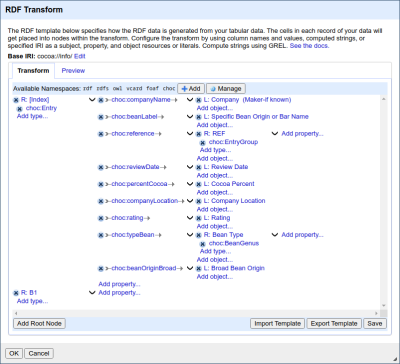 RDF Transform
The RDF template below specifies how the RDF data is generated from your tabular data. The cells in each record of your data will
get placed into nodes within the transform. Configure the transform by using column names and values, computed strings, or
specified IRI as a subject, property, and object resources or literals. Compute strings using GREL. See the docs.
Base IRI: cocoa://info/ Edit
Transform Preview
Available Namespaces: rdf rdfs owl vcard foaf choc Add Manage
R: [Index] choc:companyName L: Company (Maker-if known)
choc:Entry Add object...
Add type... choc:beanLabel L: Specific Bean Origin or Bar Name
Add object...
choc:reference R: REF Add property...
choc:EntryGroup
Add type...
Add object...
choc:reviewDate L: Review Date
Add object...
choc:percentCocoa L: Cocoa Percent
Add object...
choc:companyLocation L: Company Location
Add object...
choc:rating L: Rating
Add object...
choc:typeBean R: Bean Type Add property...
choc:BeanGenus
Add type...
Add object...
choc:beanOriginBroad L: Broad Bean Origin
Add object...
Add property...
R: B1 Add property...
Add type...
Add Root Node Import Template Export Template Save
OK Cancel